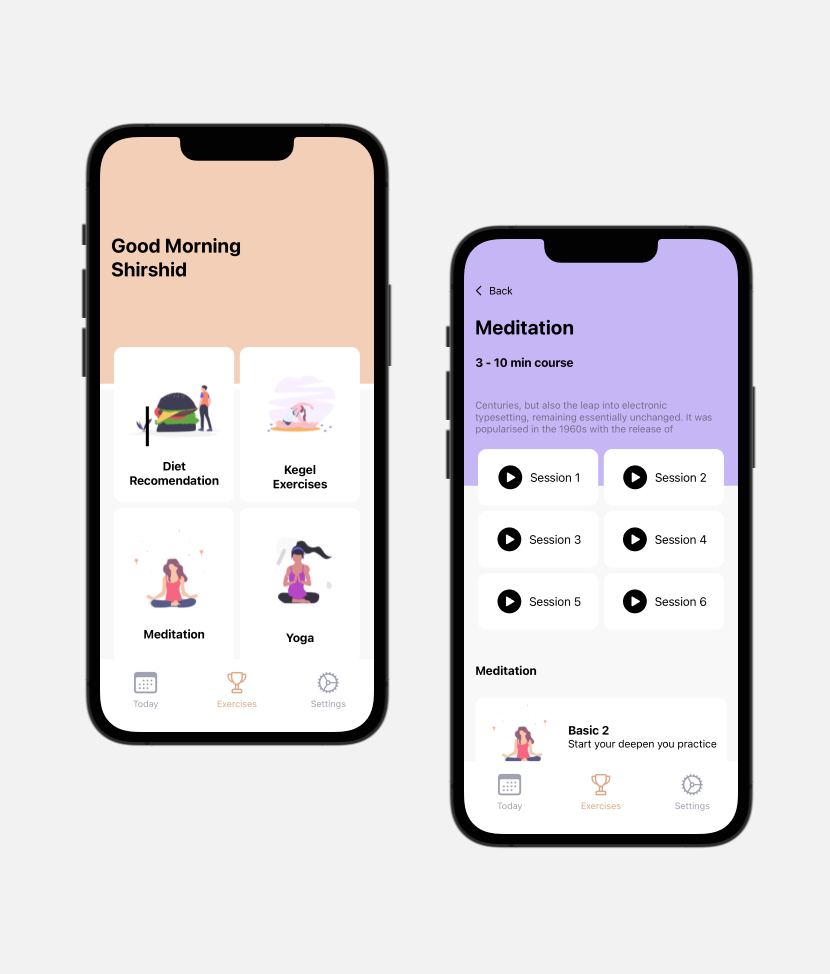 Good Morning
Shirshid
Diet
Recomendation
Kegel
Exercises
Meditation
Yoga
Today
Exercises
Settings
Back
Meditation
3 - 10 min course
Centuries, but also the leap into electronic
typesetting, remaining essentially unchanged. It was
popularised in the 1960s with the release of
Session 1
Session 2
Session 3
Session 4
Session 5
Session 6
Meditation
Basic 2
Start your deepen you practice
Today
Exercises
Settings